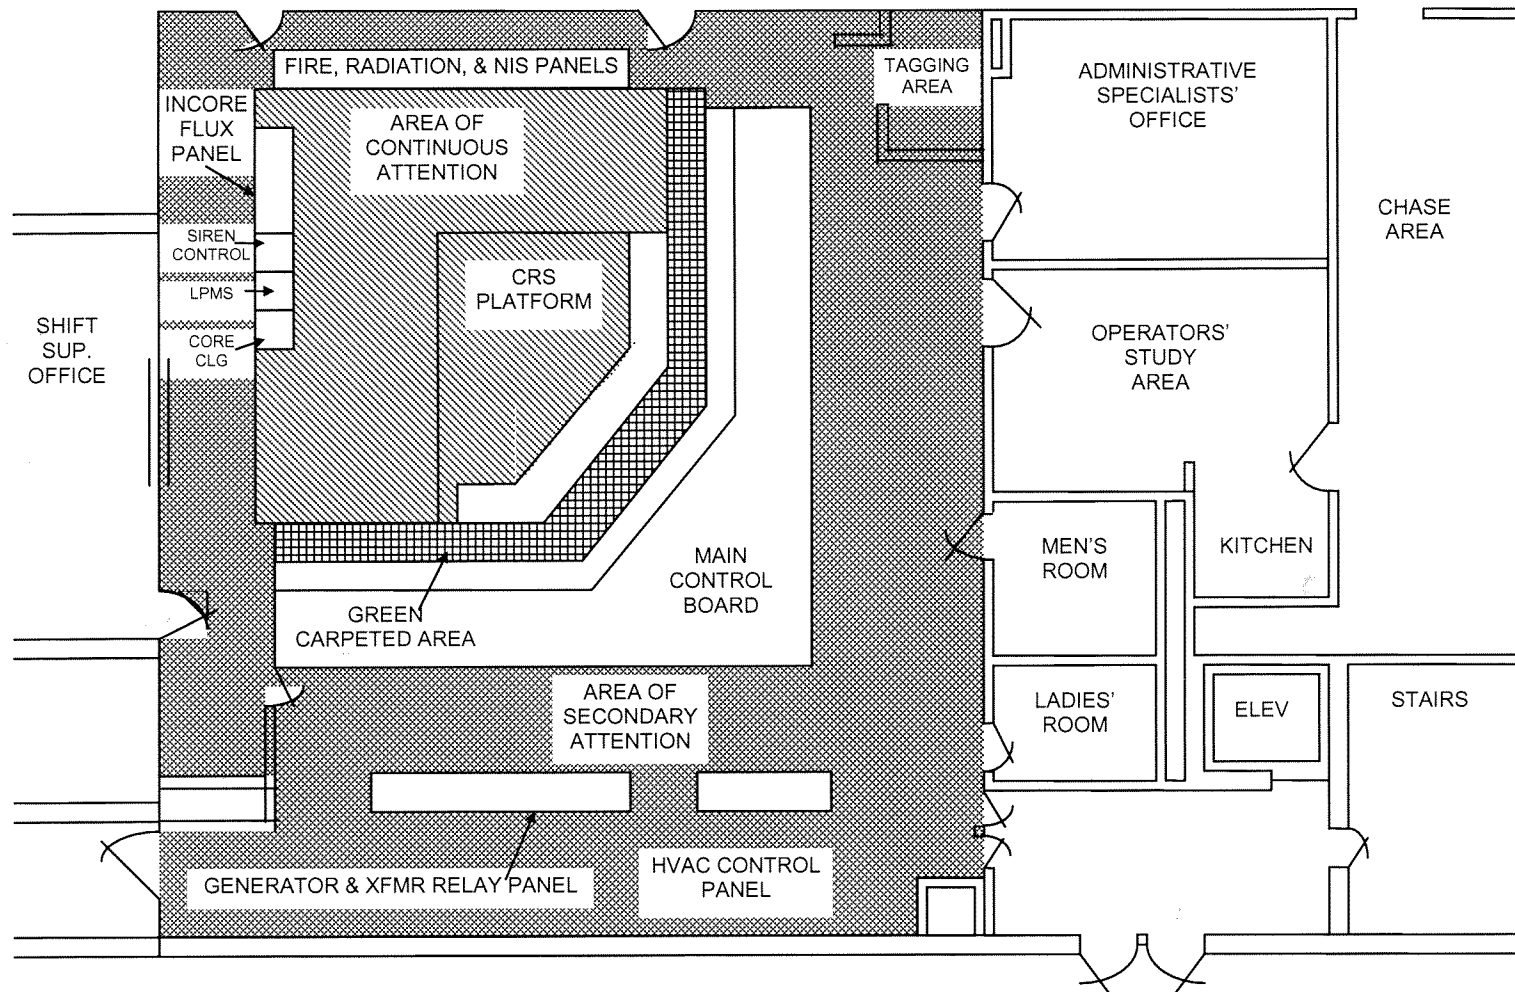 FIRE, RADIATION, & NIS PANELS
TAGGING
AREA
ADMINISTRATIVE
SPECIALISTS'
OFFICE
INCORE
FLUX
PANEL
AREA OF
CONTINUOUS
ATTENTION
CHASE
AREA
SIREN
CONTROL
LPMS
CORE
CLG
CRS
PLATFORM
SHIFT
SUP.
OFFICE
OPERATORS'
STUDY
AREA
MAIN
CONTROL
BOARD
MEN'S
ROOM
KITCHEN
GREEN
CARPETED AREA
AREA OF
SECONDARY
ATTENTION
LADIES'
ROOM
ELEV
STAIRS
GENERATOR & XFMR RELAY PANEL
HVAC CONTROL
PANEL